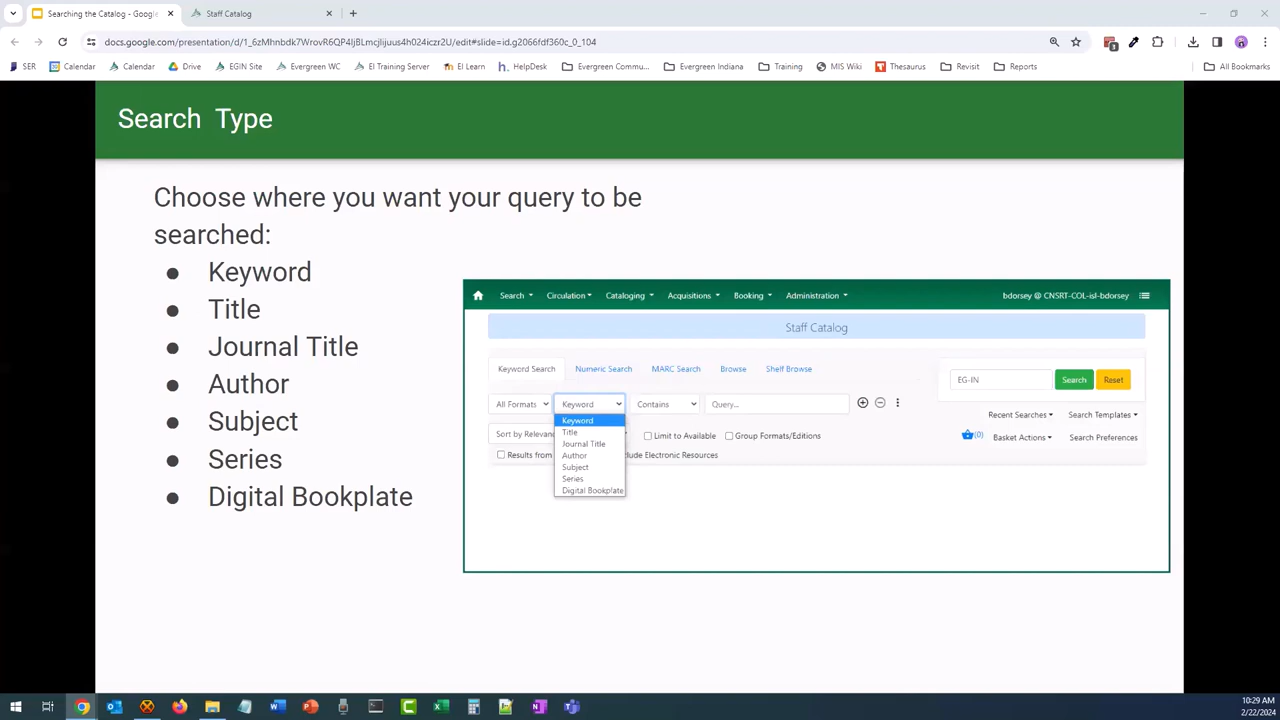 Searching the Catalog - Google
Staff Catalog
docs.google.com/presentation/d/1_6zMhnbdk7WrovR6QP4IjBLmcjlijuus4h024iczr2U/edit#slide=id.g2066fdf360c_0_104
SER
Calendar
Calendar
Drive
EGIN Site
Evergreen WC
EI Training Server
EI Learn
HelpDesk
Evergreen Commu...
Evergreen Indiana
Training
MIS Wiki
Thesaurus
Revisit
Reports
All Bookmarks
Search Type
Choose where you want your query to be
searched:
● Keyword
● Title
● Journal Title
● Author
● Subject
● Series
● Digital Bookplate
Search
Circulation
Cataloging
Acquisitions
Booking
Administration
bdorsey @ CNSRT-COL-isl-bdorsey
Staff Catalog
Keyword Search
Numeric Search
MARC Search
Browse
Shelf Browse
EG-IN
Search
Reset
All Formats
Keyword
Contains
Query...
Keyword
Title
Journal Title
Author
Subject
Series
Digital Bookplate
Sort by Relevanc
Limit to Available
Group Formats/Editions
Results from
clude Electronic Resources
Recent Searches
Search Templates
(0)
Basket Actions
Search Preferences
10:29 AM
2/22/2024